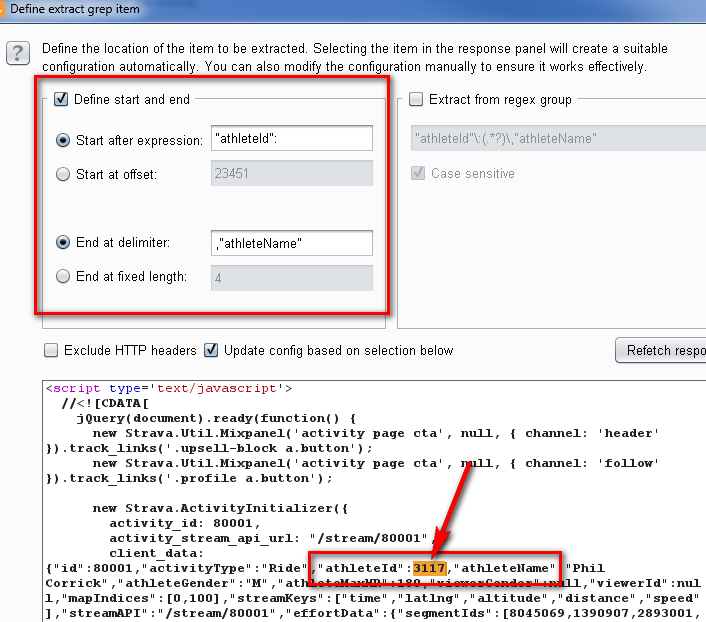 Define extract grep item
?
Define the location of the item to be extracted. Selecting the item in the response panel will create a suitable
configuration automatically. You can also modify the configuration manually to ensure it works effectively.
Define start and end
Extract from regex group
Start after expression:
"athleteId":
"athleteId"\:(.*?)\,"athleteName"
Start at offset:
23451
Case sensitive
End at delimiter:
,"athleteName"
End at fixed length:
4
Exclude HTTP headers
Update config based on selection below
Refetch respo
<script type='text/javascript'>
//<![CDATA[
jQuery(document).ready(function() {
new Strava.Util.Mixpanel('activity page cta', null, { channel: 'header'
}).track_links('.upsell-block a.button');
new Strava.Util.Mixpanel('activity page cta', null, { channel: 'follow'
}).track_links('.profile a.button');
new Strava.ActivityInitializer({
activity_id: 80001,
activity_stream_api_url: "/stream/80001",
client_data:
{"id":80001,"activityType":"Ride","athleteId":3117,"athleteName":"Phil
Corrick","athleteGender":"M","athleteMaxHR":180,"viewerGender":null,"viewerId":nul
l,"mapIndices":[0,100],"streamKeys":["time","latlng","altitude","distance","speed"
],"streamAPI":"/stream/80001","effortData":{"segmentIds":[8045069,1390907,2893001,